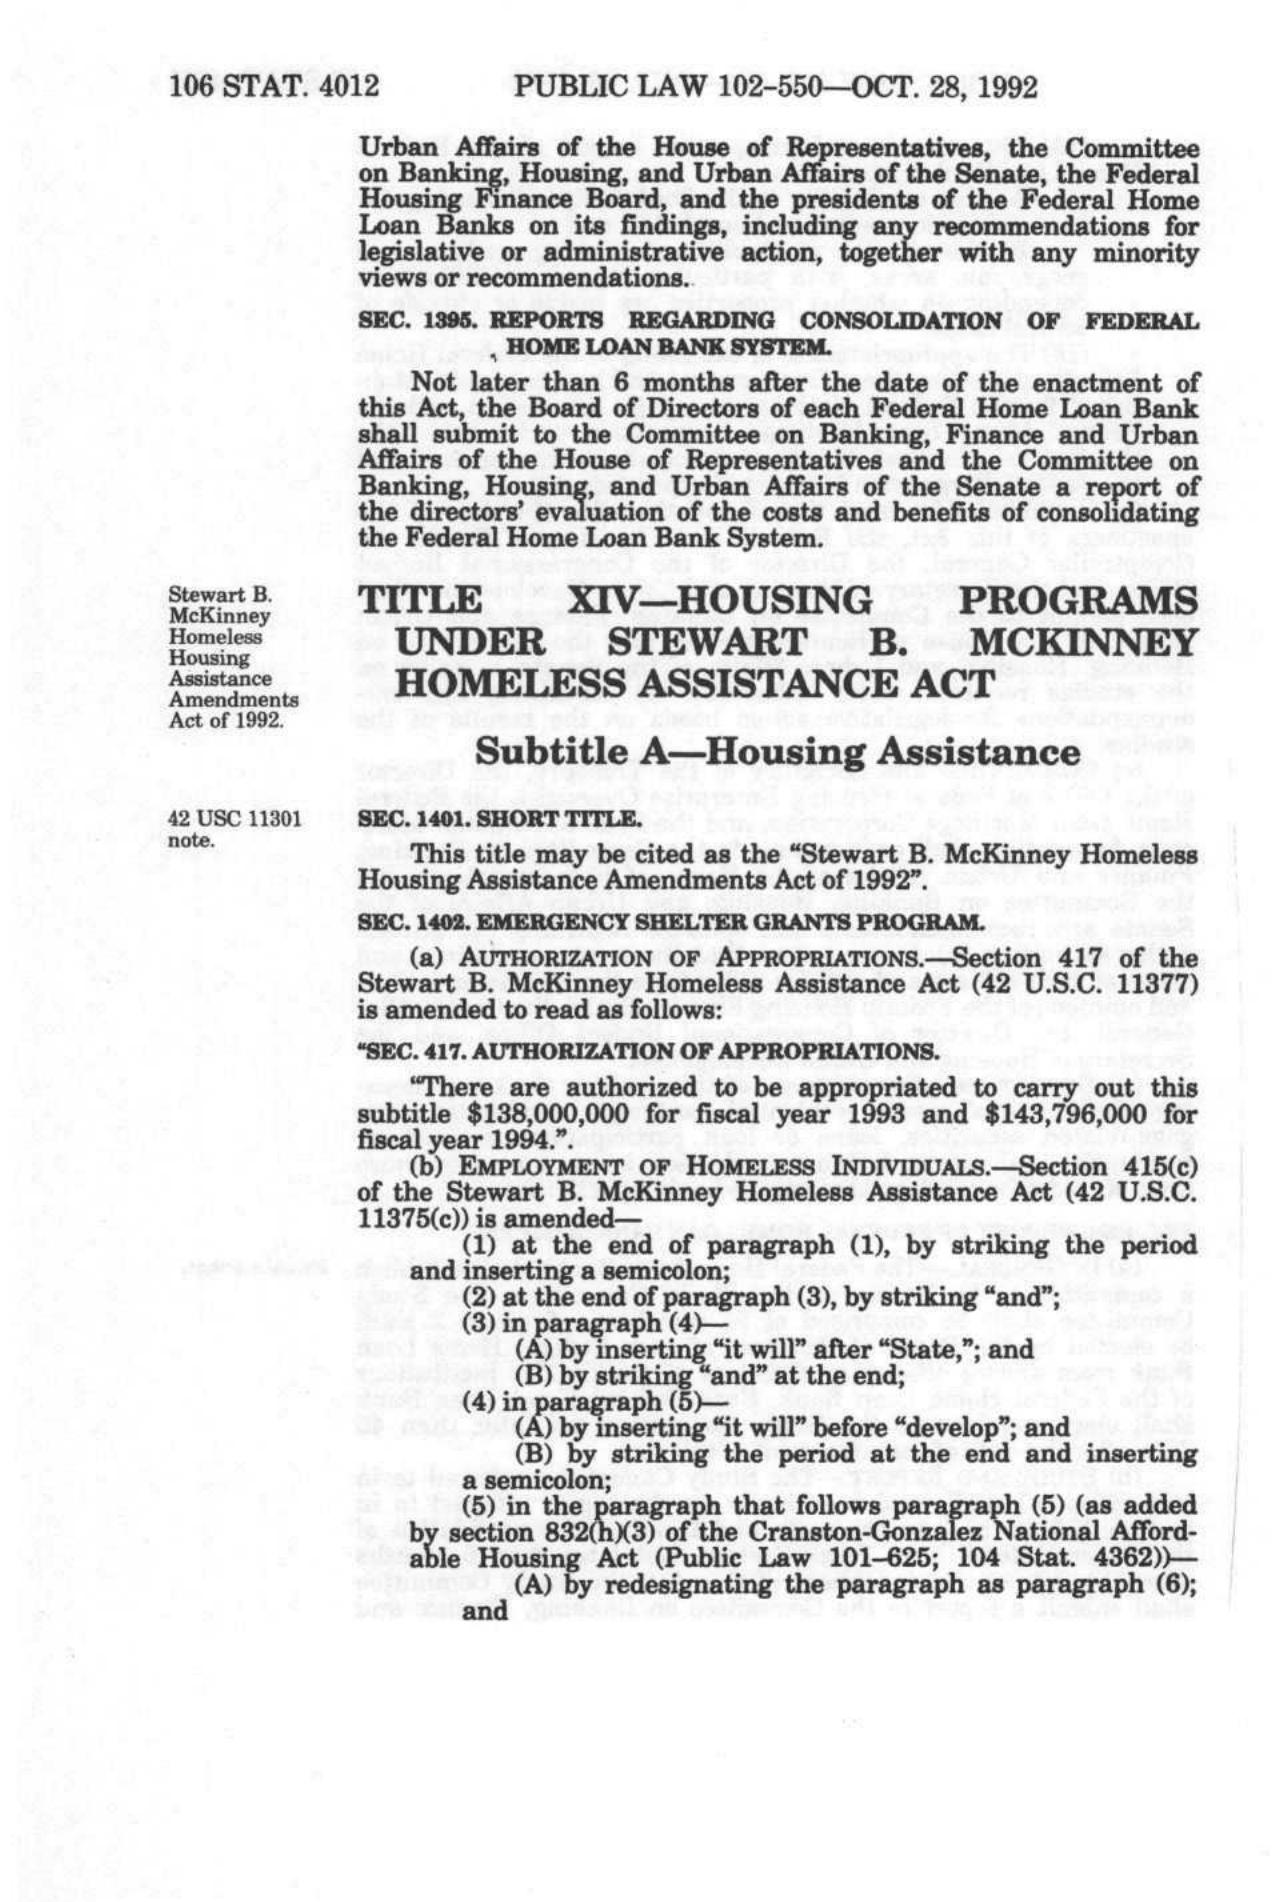 106 STAT. 4012 PUBLIC LAW 102-550—OCT. 28, 1992
Urban Affairs of the House of Representatives, the Committee
on Banking, Housing, and Urban Affairs of the Senate, the Federal
Housing Finance Board, and the presidents of the Federal Home
Loan Banks on its findings, including any recommendations for
legislative or administrative action, together with any minority
views or recommendations.
SEC. 1395. REPORTS REGARDING CONSOLIDATION OF FEDERAL
HOME LOAN BANK SYSTEM.
Not later than 6 months after the date of the enactment of
this Act, the Board of Directors of each Federal Home Loan Bank
shall submit to the Committee on Banking, Finance and Urban
Affairs of the House of Representatives and the Committee on
Banking, Housing, and Urban Affairs of the Senate a report of
the directors' evaluation of the costs and benefits of consolidating
the Federal Home Loan Bank System.
Stewart B.
McKinney
Homeless
Housing
Assistance
Amendments
Act of 1992.
TITLE XIV—HOUSING PROGRAMS
UNDER STEWART B. MCKINNEY
HOMELESS ASSISTANCE ACT
Subtitle A—Housing Assistance
42 USC 11301
note.
SEC. 1401. SHORT TITLE.
This title may be cited as the “Stewart B. McKinney Homeless
Housing Assistance Amendments Act of 1992”.
SEC. 1402. EMERGENCY SHELTER GRANTS PROGRAM.
(a) AUTHORIZATION OF APPROPRIATIONS.—Section 417 of the
Stewart B. McKinney Homeless Assistance Act (42 U.S.C. 11377)
is amended to read as follows:
“SEC. 417. AUTHORIZATION OF APPROPRIATIONS.
“There are authorized to be appropriated to carry out this
subtitle $138,000,000 for fiscal year 1993 and $143,796,000 for
fiscal year 1994.”.
(b) EMPLOYMENT OF HOMELESS INDIVIDUALS.—Section 415(c)
of the Stewart B. McKinney Homeless Assistance Act (42 U.S.C.
11375(c)) is amended—
(1) at the end of paragraph (1), by striking the period
and inserting a semicolon;
(2) at the end of paragraph (3), by striking “and”;
(3) in paragraph (4)—
(A) by inserting “it will” after “State,”; and
(B) by striking “and” at the end;
(4) in paragraph (5)—
(A) by inserting “it will” before “develop”; and
(B) by striking the period at the end and inserting
a semicolon;
(5) in the paragraph that follows paragraph (5) (as added
by section 832(h)(3) of the Cranston-Gonzalez National Afford-
able Housing Act (Public Law 101–625; 104 Stat. 4362))—
(A) by redesignating the paragraph as paragraph (6);
and